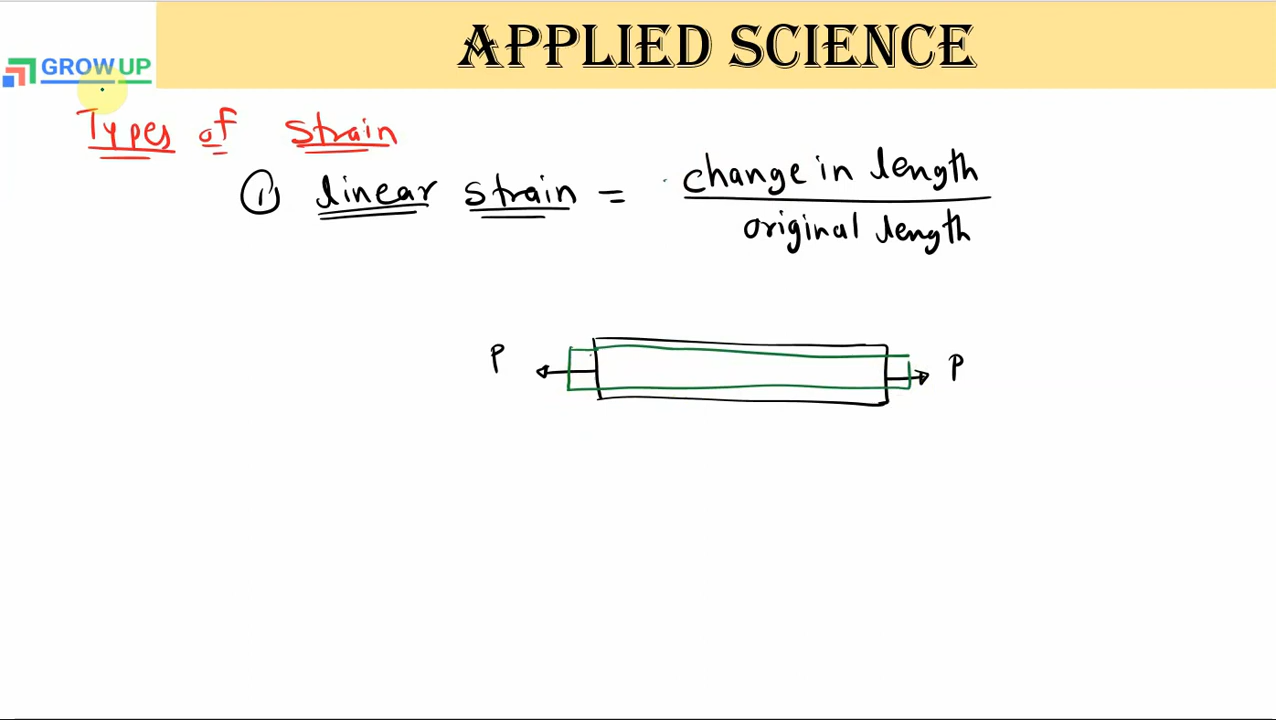 APPLIED SCIENCE
GROW UP
Types of strain
① linear strain = change in length
original length
P P